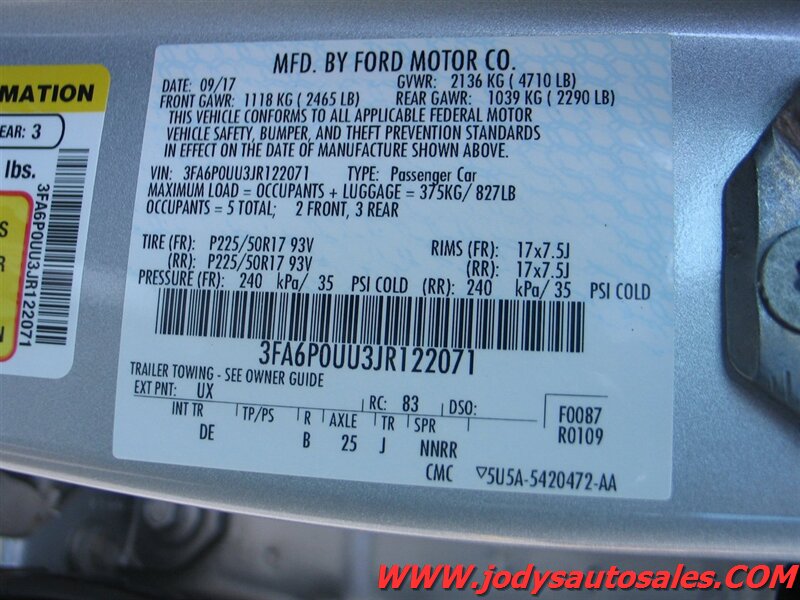 MFD. BY FORD MOTOR CO.
DATE: 09/17 GVWR: 2136 KG ( 4710 LB)
FRONT GAWR: 1118 KG ( 2465 LB) REAR GAWR: 1039 KG ( 2290 LB)
THIS VEHICLE CONFORMS TO ALL APPLICABLE FEDERAL MOTOR
VEHICLE SAFETY, BUMPER, AND THEFT PREVENTION STANDARDS
IN EFFECT ON THE DATE OF MANUFACTURE SHOWN ABOVE.
VIN: 3FA6P0UU3JR122071 TYPE: Passenger Car
MAXIMUM LOAD = OCCUPANTS + LUGGAGE = 375KG/ 827LB
OCCUPANTS = 5 TOTAL; 2 FRONT, 3 REAR
TIRE (FR): P225/50R17 93V RIMS (FR): 17x7.5J
(RR): P225/50R17 93V (RR): 17x7.5J
PRESSURE (FR): 240 kPa/ 35 PSI COLD (RR): 240 kPa/ 35 PSI COLD
3FA6P0UU3JR122071
TRAILER TOWING - SEE OWNER GUIDE
EXT PNT: UX RC: 83 DSO:
INT TR TP/PS R AXLE TR SPR F0087
DE B 25 J NNRR R0109
CMC ▽5U5A-5420472-AA
RMATION
EAR: 3
lbs.
S
R
N
3FA6P0UU3JR122071
www.jodysautosales.com